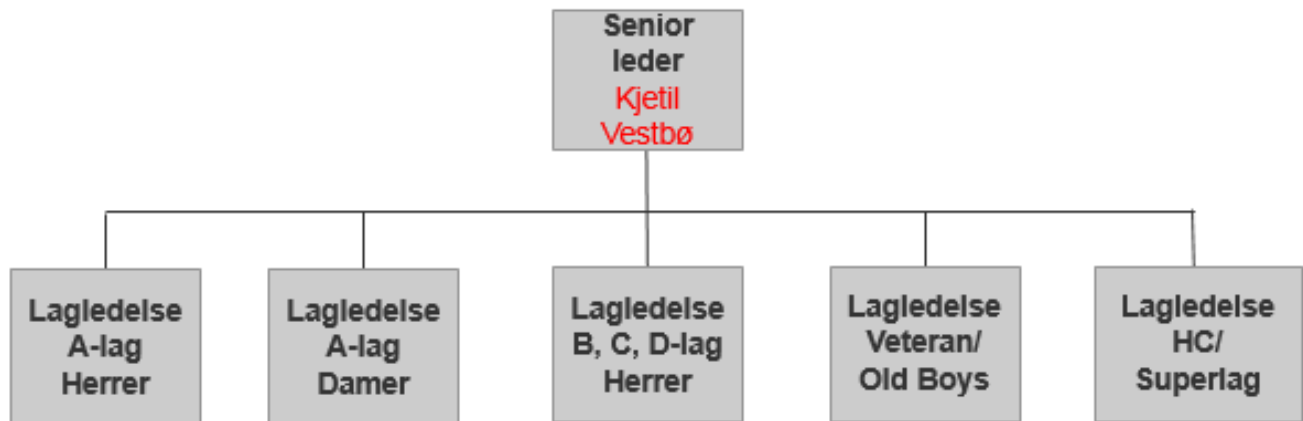 Senior
leder
Kjetil
Vestbø
Lagledelse
A-lag
Herrer
Lagledelse
A-lag
Damer
Lagledelse
B, C, D-lag
Herrer
Lagledelse
Veteran/
Old Boys
Lagledelse
HC/
Superlag